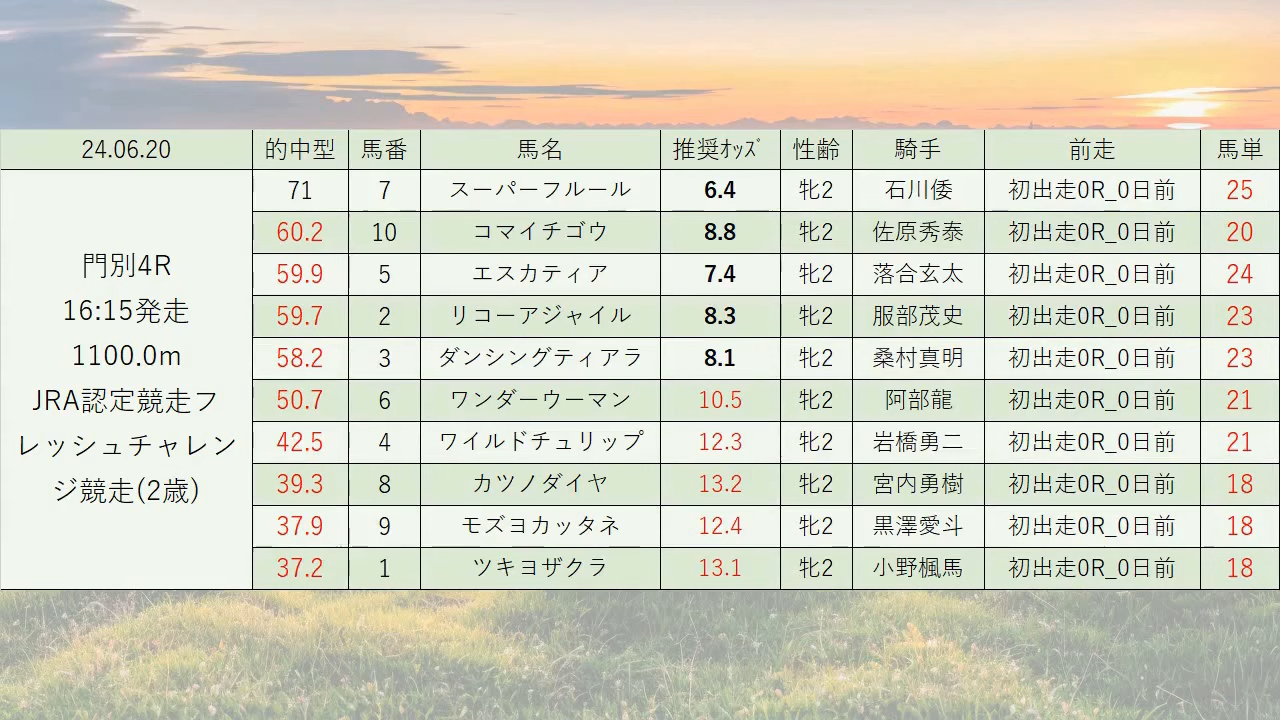 24.06.20 的中型 馬番 馬名 推奨ｵｯｽﾞ 性齢 騎手 前走 馬単
門別4R
16:15発走
1100.0m
JRA認定競走フ
レッシュチャレン
ジ競走(2歳)
71 7 スーパーフルール 6.4 牝2 石川倭 初出走0R_0日前 25
60.2 10 コマイチゴウ 8.8 牝2 佐原秀泰 初出走0R_0日前 20
59.9 5 エスカティア 7.4 牝2 落合玄太 初出走0R_0日前 24
59.7 2 リコーアジャイル 8.3 牝2 服部茂史 初出走0R_0日前 23
58.2 3 ダンシングティアラ 8.1 牝2 桑村真明 初出走0R_0日前 23
50.7 6 ワンダーウーマン 10.5 牝2 阿部龍 初出走0R_0日前 21
42.5 4 ワイルドチュリップ 12.3 牝2 岩橋勇二 初出走0R_0日前 21
39.3 8 カツノダイヤ 13.2 牝2 宮内勇樹 初出走0R_0日前 18
37.9 9 モズヨカッタネ 12.4 牝2 黒澤愛斗 初出走0R_0日前 18
37.2 1 ツキヨザクラ 13.1 牝2 小野楓馬 初出走0R_0日前 18